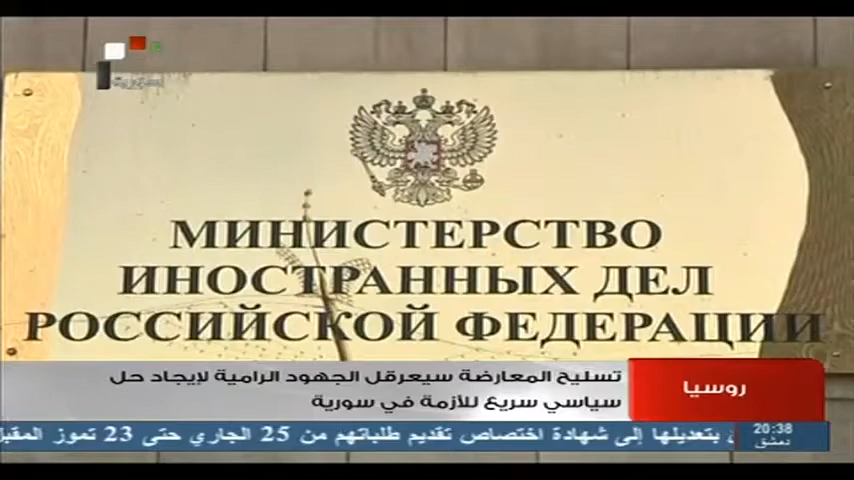 سورية
МИНИСТЕРСТВО
ИНОСТРАННЫХ ДЕЛ
РОССИЙСКОЙ ФЕДЕРАЦИИ
روسيا
تسليح المعارضة سيعرقل الجهود الرامية لإيجاد حل
سياسي سريع للأزمة في سورية
20:38
دمشق
بتعديلها إلى شهادة اختصاص تقديم طلباتهم من 25 الجاري حتى 23 تموز المقبل